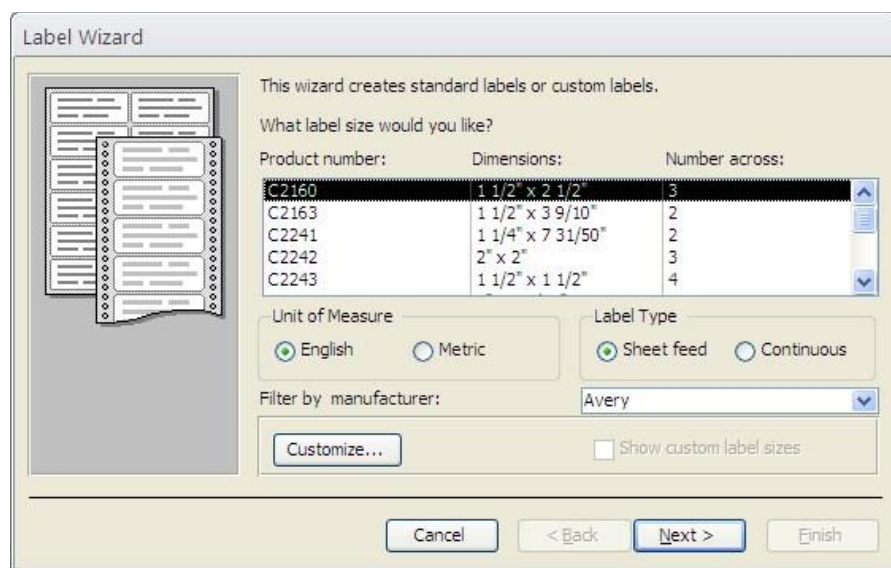 Label Wizard
This wizard creates standard labels or custom labels.
What label size would you like?
Product number: Dimensions: Number across:
C2160 1 1/2" x 2 1/2" 3
C2163 1 1/2" x 3 9/10" 2
C2241 1 1/4" x 7 31/50" 2
C2242 2" x 2" 3
C2243 1 1/2" x 1 1/2" 4
Unit of Measure Label Type
English Metric Sheet feed Continuous
Filter by manufacturer: Avery
Customize... Show custom label sizes
Cancel < Back Next > Finish